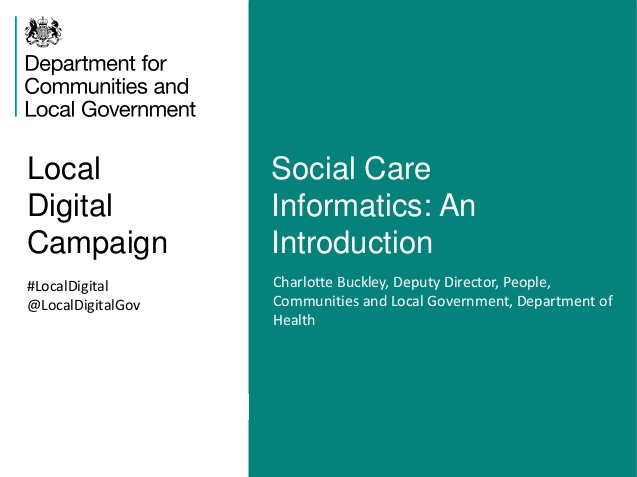 Department for
Communities and
Local Government
Local
Digital
Campaign
#LocalDigital
@LocalDigitalGov
Social Care
Informatics: An
Introduction
Charlotte Buckley, Deputy Director, People,
Communities and Local Government, Department of
Health